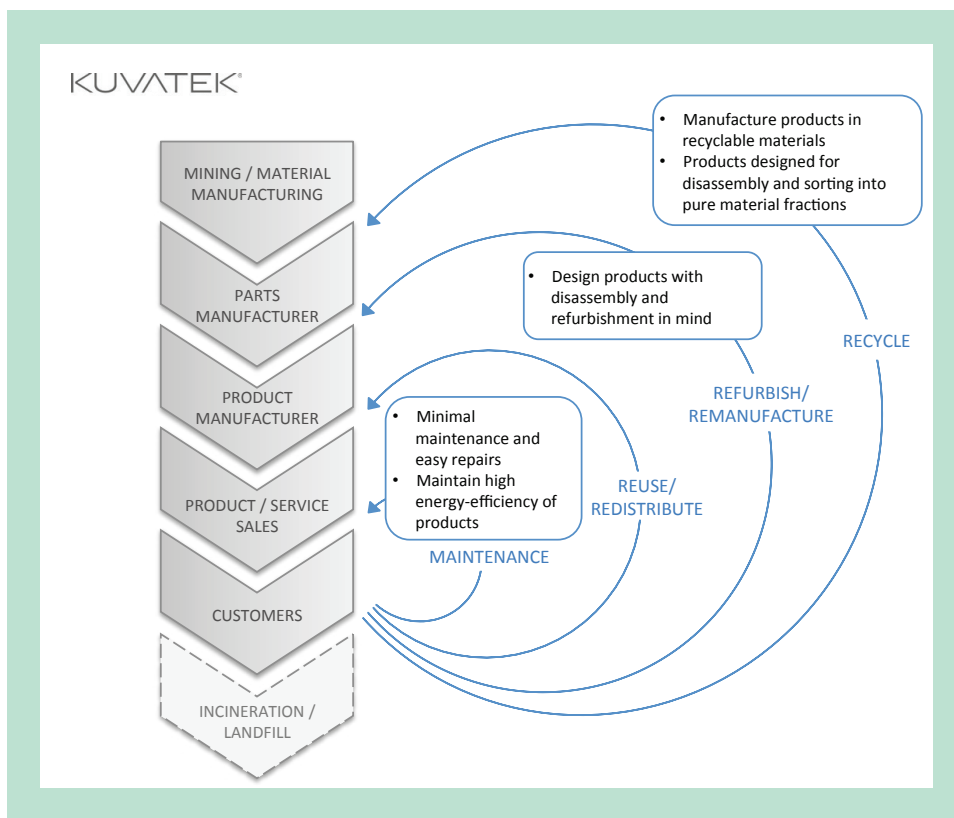 KUVATEK®
• Manufacture products in
recyclable materials
• Products designed for
disassembly and sorting into
pure material fractions
MINING / MATERIAL
MANUFACTURING
• Design products with
disassembly and
refurbishment in mind
PARTS
MANUFACTURER
RECYCLE
REFURBISH/
REMANUFACTURE
PRODUCT
MANUFACTURER
• Minimal
maintenance and
easy repairs
• Maintain high
energy-efficiency of
products
REUSE/
REDISTRIBUTE
PRODUCT / SERVICE
SALES
MAINTENANCE
CUSTOMERS
INCINERATION /
LANDFILL